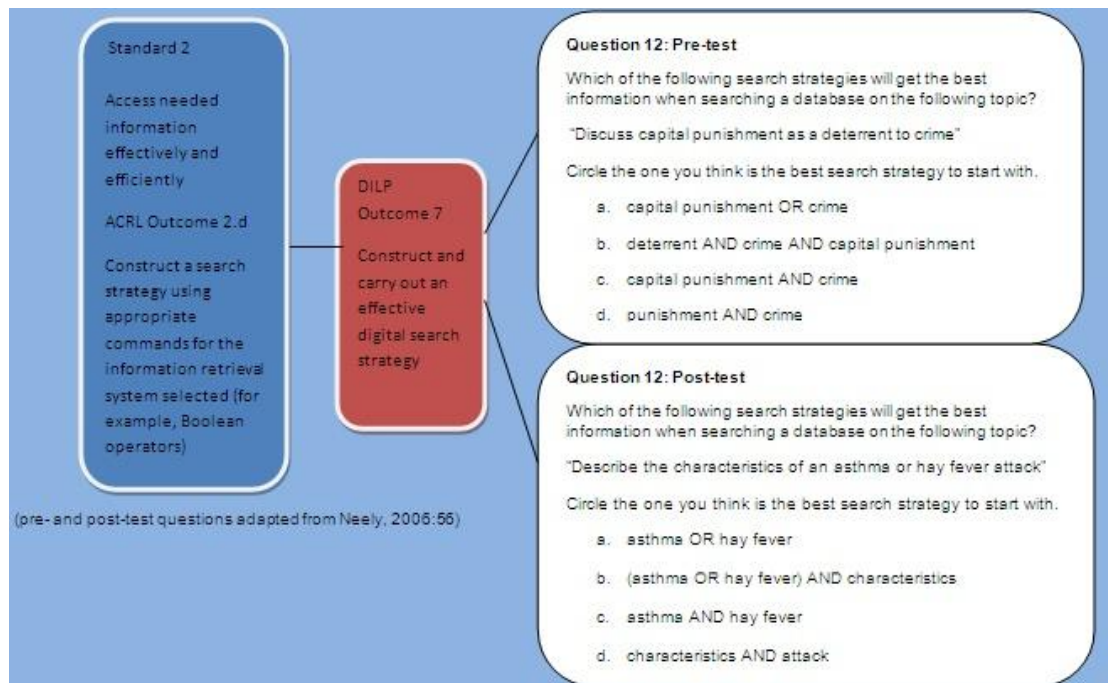 Standard 2
Access needed
information
effectively and
efficiently
ACRL Outcome 2.d
Construct a search
strategy using
appropriate
commands for the
information retrieval
system selected (for
example, Boolean
operators)
(pre- and post-test questions adapted from Neely, 2006:56)
DILP
Outcome 7
Construct and
carry out an
effective
digital search
strategy
Question 12: Pre-test
Which of the following search strategies will get the best
information when searching a database on the following topic?
"Discuss capital punishment as a deterrent to crime"
Circle the one you think is the best search strategy to start with.
a. capital punishment OR crime
b. deterrent AND crime AND capital punishment
c. capital punishment AND crime
d. punishment AND crime
Question 12: Post-test
Which of the following search strategies will get the best
information when searching a database on the following topic?
"Describe the characteristics of an asthma or hay fever attack"
Circle the one you think is the best search strategy to start with.
a. asthma OR hay fever
b. (asthma OR hay fever) AND characteristics
c. asthma AND hay fever
d. characteristics AND attack